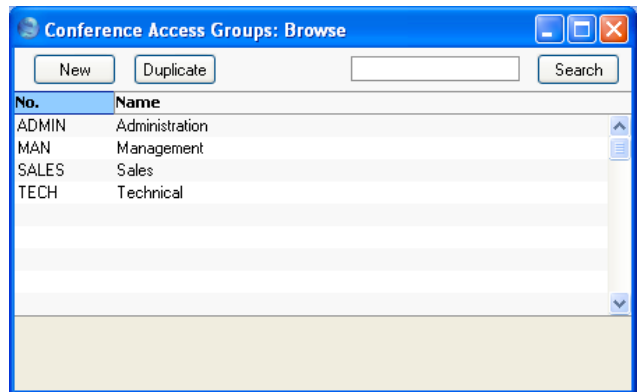 Conference Access Groups: Browse
New Duplicate Search
No. Name
ADMIN Administration
MAN Management
SALES Sales
TECH Technical